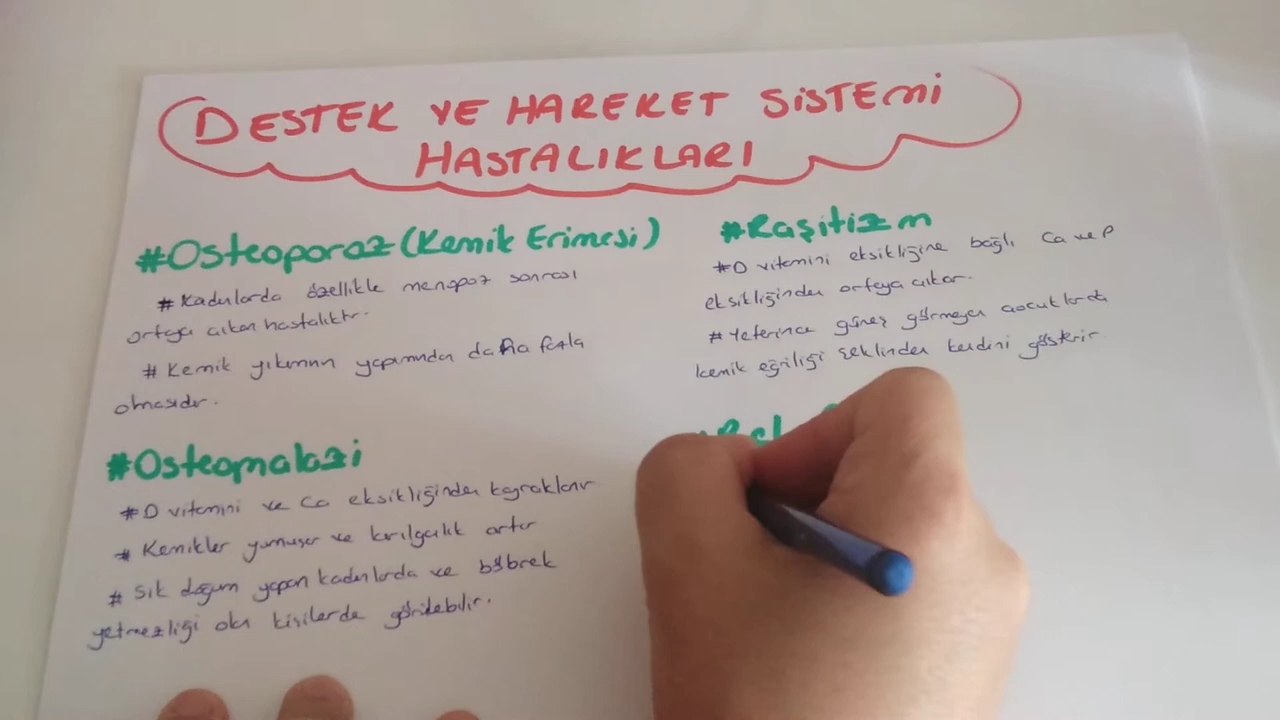 DESTEK VE HAREKET SİSTEMİ
HASTALIKLARI
#Osteoporoz (Kemik Erimesi)
# Kadınlarda özellikle menopoz sonrası
ortaya çıkan hastalıktır.
# Kemik yıkımının yapımından daha fazla
olmasıdır.
#Osteomalazi
# D vitamini ve Ca eksikliğinden kaynaklanır
# Kemikler yumuşar ve kırılganlık artar
# Sık doğum yapan kadınlarda ve böbrek
yetmezliği olan kişilerde görülebilir.
#Raşitizm
#D vitamini eksikliğine bağlı Ca ve P
eksikliğinden ortaya çıkar.
# Yeterince güneş görmeyen çocuklarda
kemik eğriliği şeklinden kendini gösterir.